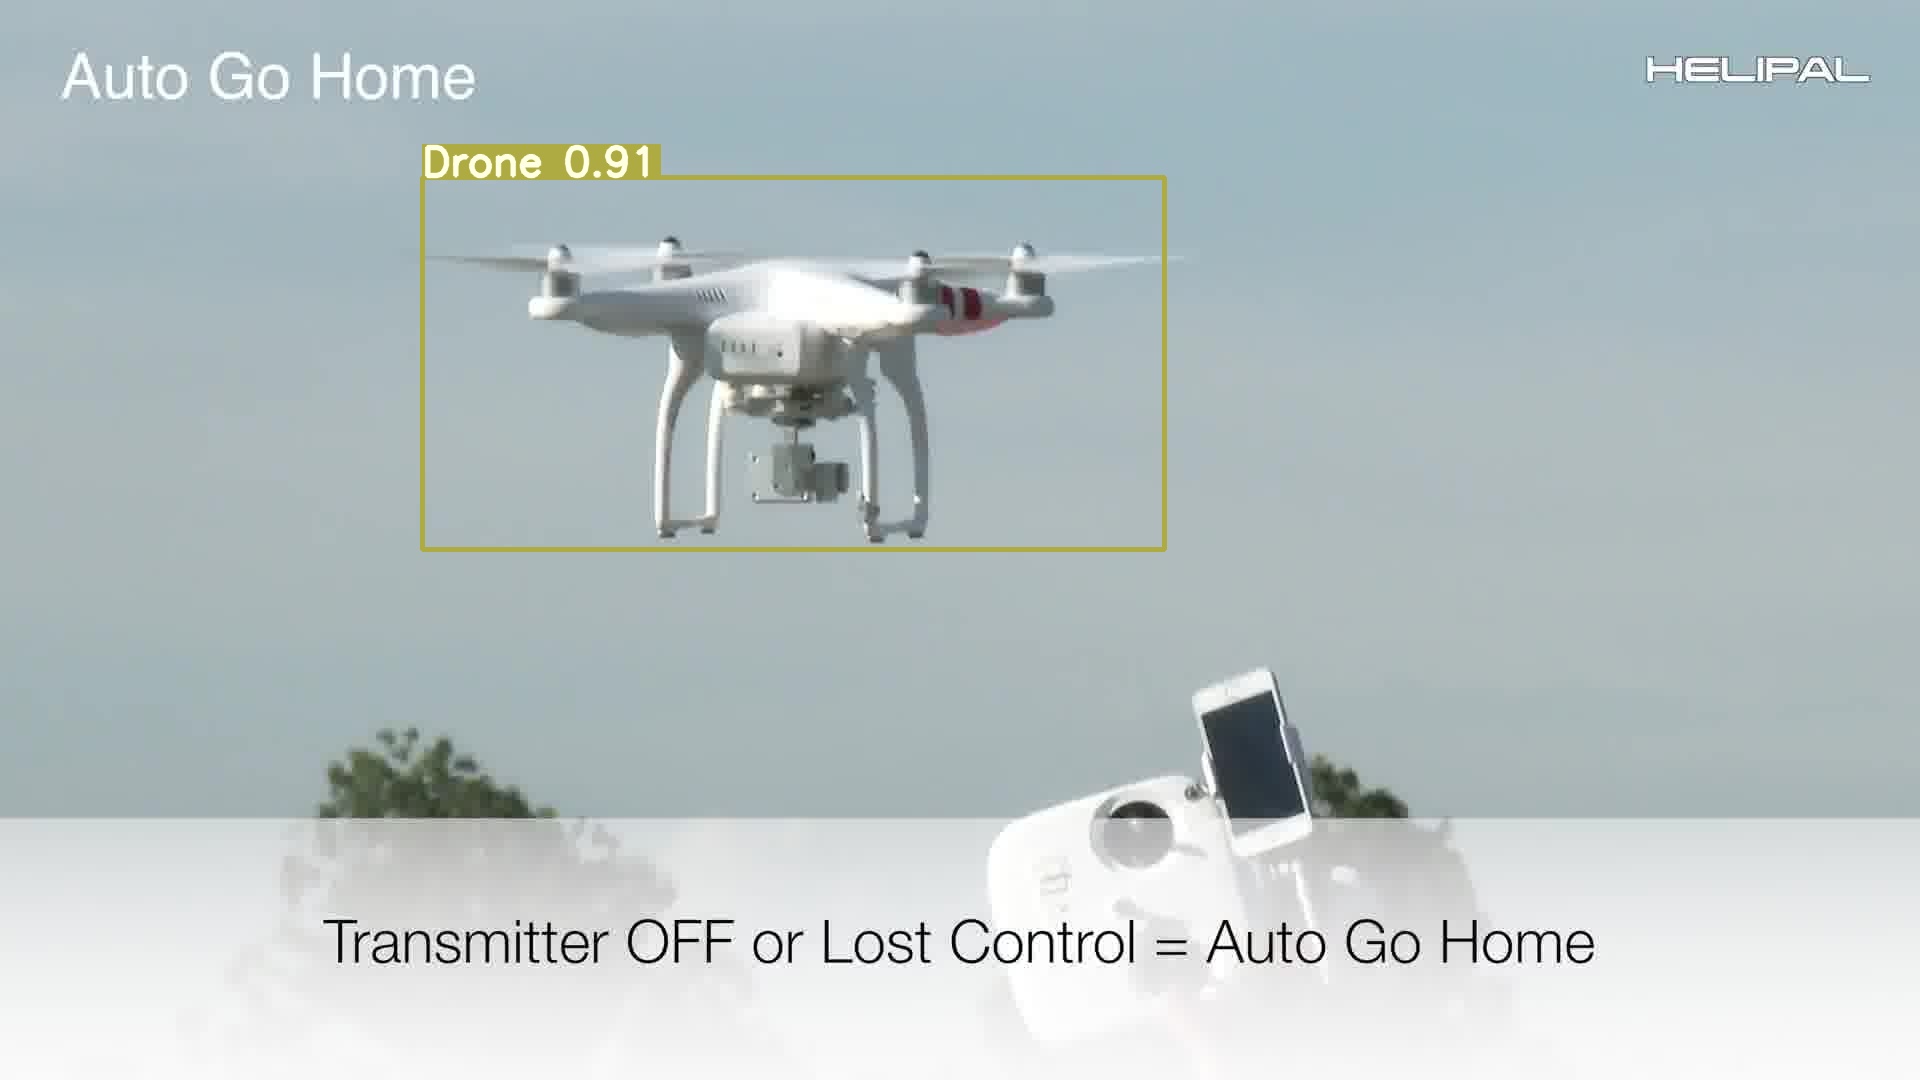 Auto Go Home
HELIPAL
Drone 0.91
Transmitter OFF or Lost Control = Auto Go Home